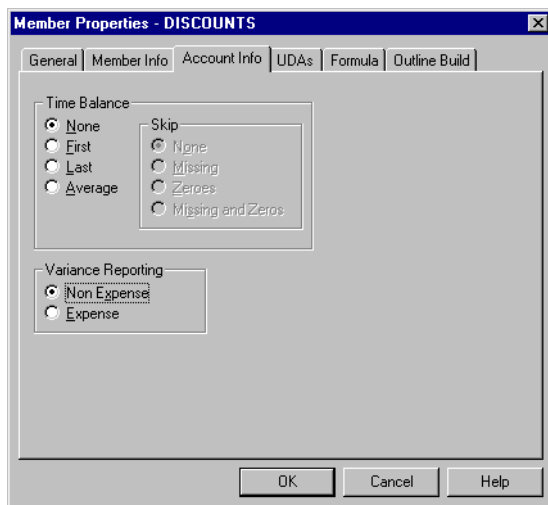 Member Properties - DISCOUNTS
General Member Info Account Info UDAs Formula Outline Build
Time Balance
None
First
Last
Average
Skip
None
Missing
Zeroes
Missing and Zeros
Variance Reporting
Non Expense
Expense
OK Cancel Help